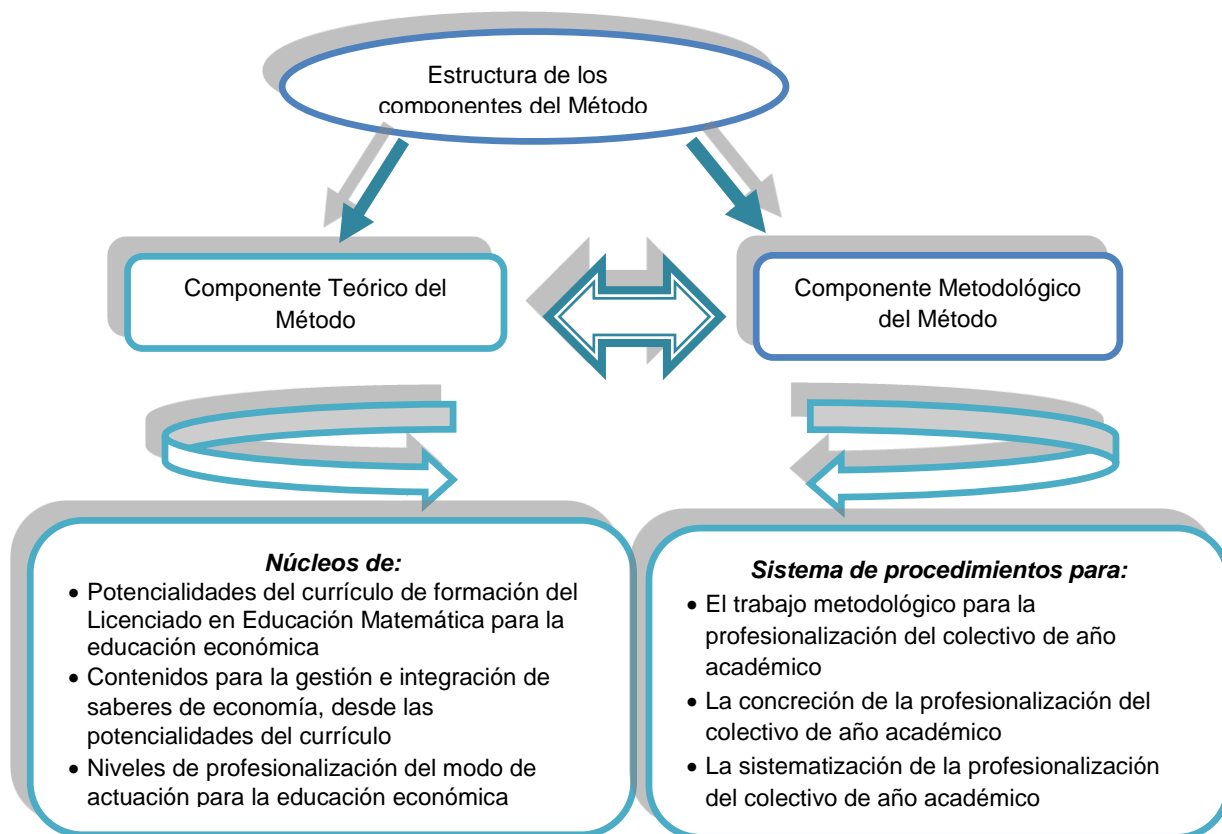 Estructura de los
componentes del Método
Componente Teórico del
Método
Componente Metodológico
del Método
Núcleos de:
• Potencialidades del currículo de formación del
Licenciado en Educación Matemática para la
educación económica
• Contenidos para la gestión e integración de
saberes de economía, desde las
potencialidades del currículo
• Niveles de profesionalización del modo de
actuación para la educación económica
Sistema de procedimientos para:
• El trabajo metodológico para la
profesionalización del colectivo de año
académico
• La concreción de la profesionalización del
colectivo de año académico
• La sistematización de la profesionalización
del colectivo de año académico